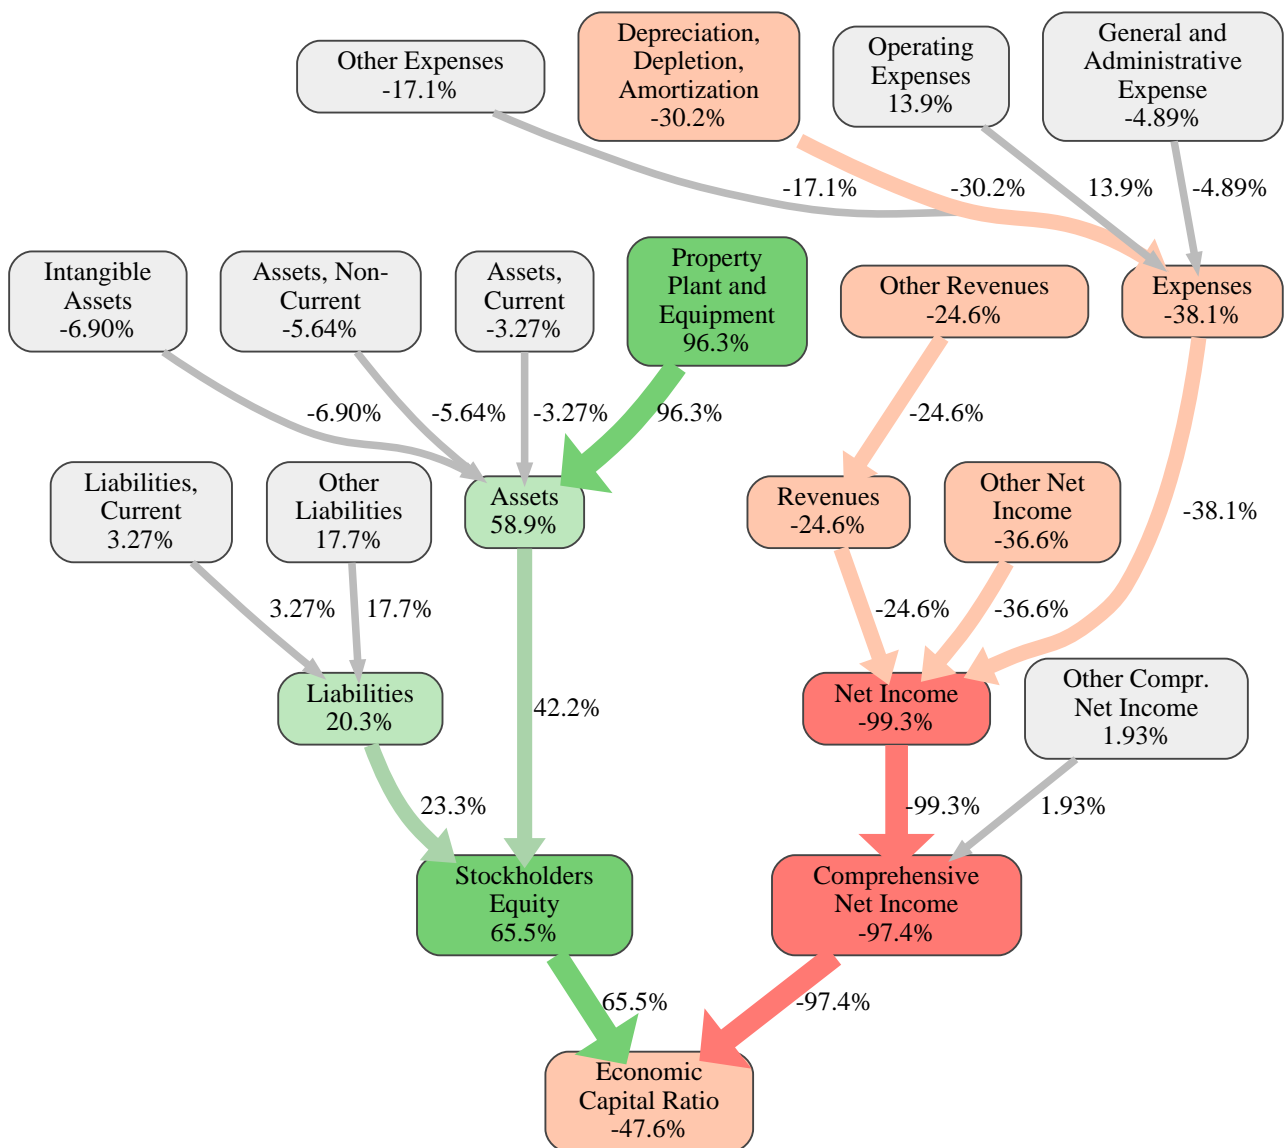 Other Expenses
-17.1%
Depreciation,
Depletion,
Amortization
-30.2%
Operating
Expenses
13.9%
General and
Administrative
Expense
-4.89%
-17.1%
-30.2%
13.9%
-4.89%
Intangible
Assets
-6.90%
Assets, Non-
Current
-5.64%
Assets,
Current
-3.27%
Property
Plant and
Equipment
96.3%
Other Revenues
-24.6%
Expenses
-38.1%
-6.90%
-5.64%
-3.27%
96.3%
-24.6%
Liabilities,
Current
3.27%
Other
Liabilities
17.7%
Assets
58.9%
Revenues
-24.6%
Other Net
Income
-36.6%
-38.1%
3.27%
17.7%
-24.6%
-36.6%
Liabilities
20.3%
42.2%
Net Income
-99.3%
Other Compr.
Net Income
1.93%
23.3%
-99.3%
1.93%
Stockholders
Equity
65.5%
Comprehensive
Net Income
-97.4%
65.5%
-97.4%
Economic
Capital Ratio
-47.6%